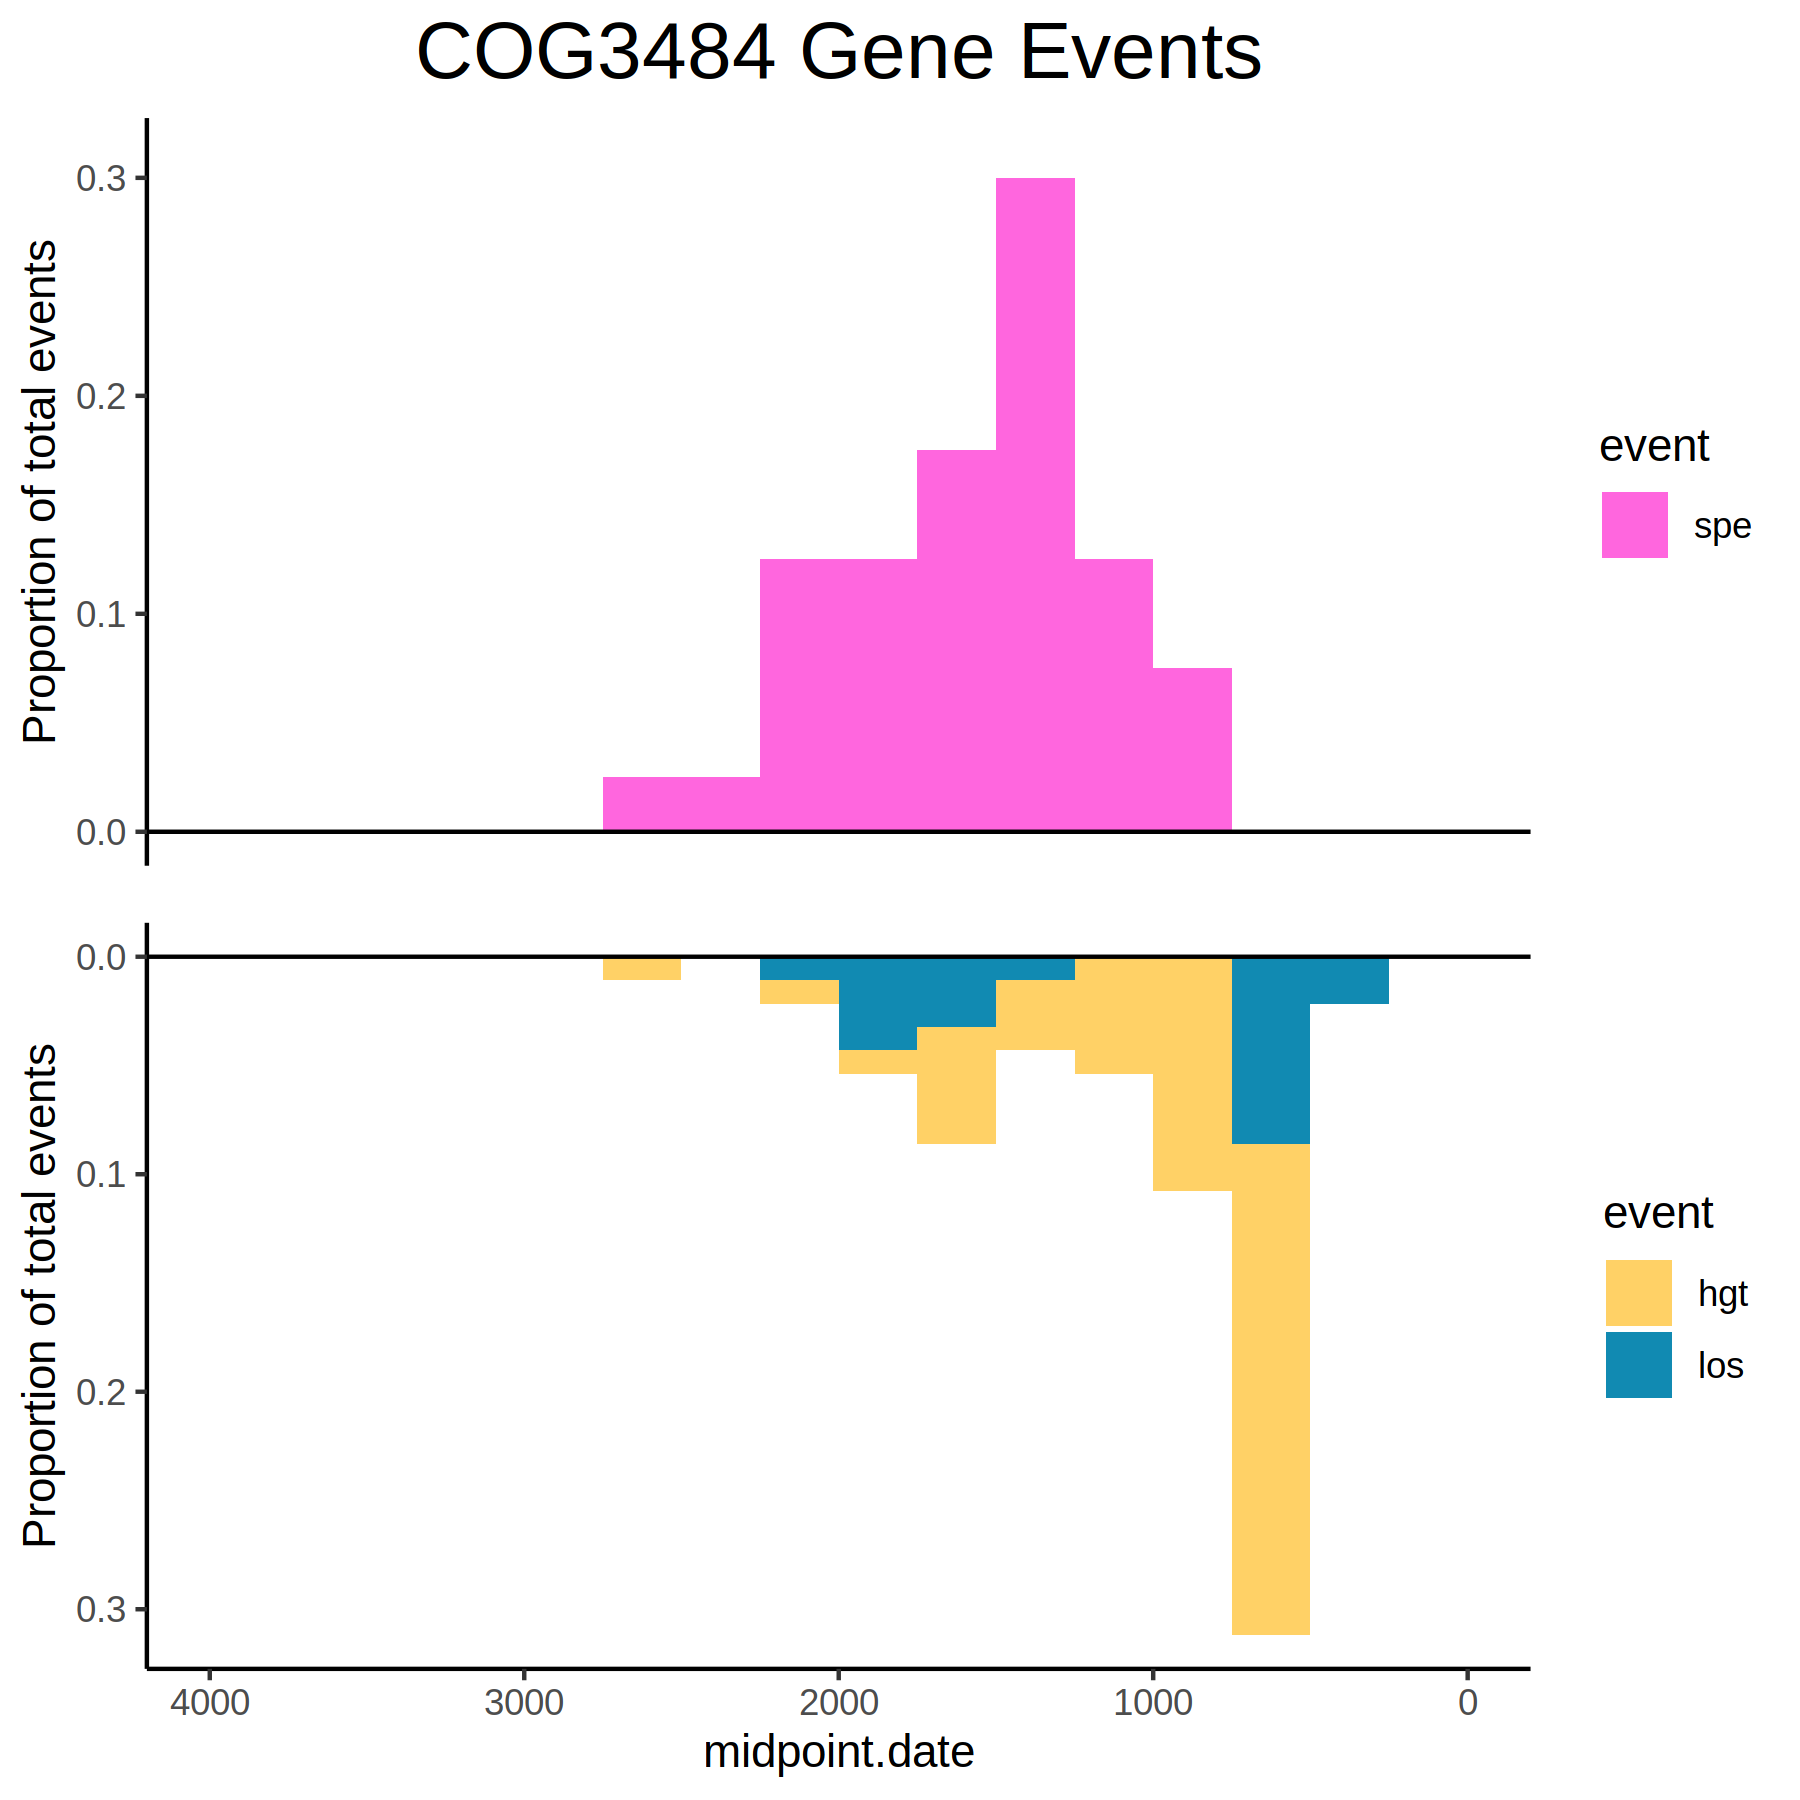 COG3484 Gene Events
Proportion of total events
0.3
0.2
0.1
0.0
event
spe
Proportion of total events
0.0
0.1
0.2
0.3
event
hgt
los
4000 3000 2000 1000 0
midpoint.date